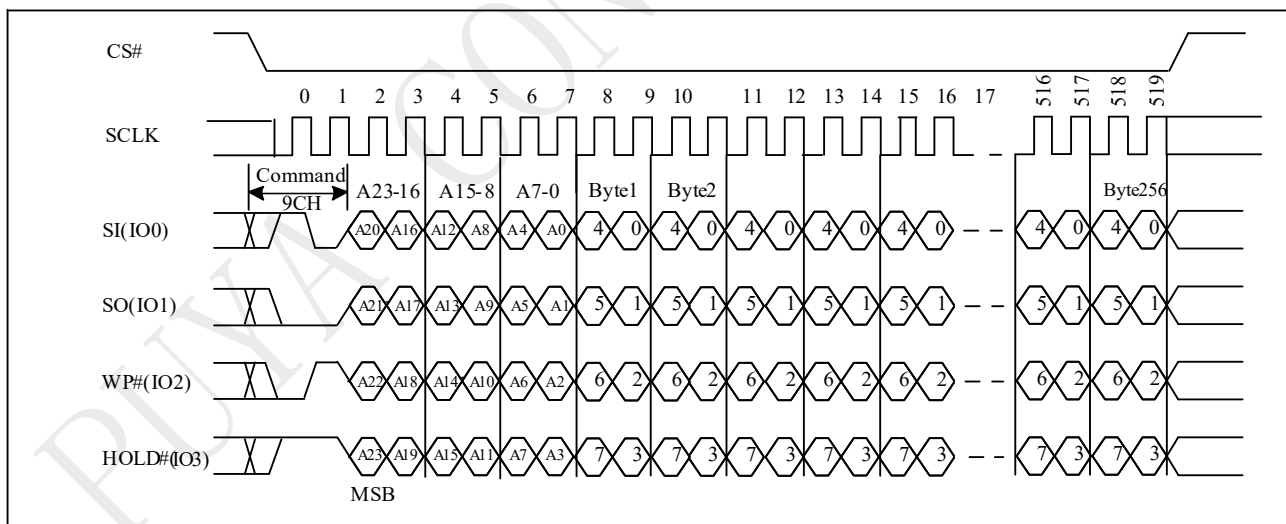 CS#
0 1 2 3 4 5 6 7 8 9 10 11 12 13 14 15 16 17 516 517 518 519
SCLK
Command
9CH
A23-16 A15-8 A7-0 Byte1 Byte2 Byte256
SI(IO0) A20 A16 A12 A8 A4 A0 4 0 4 0 4 0 4 0 4 0 4 0 4 0
SO(IO1) A21 A17 A13 A9 A5 A1 5 1 5 1 5 1 5 1 5 1 5 1 5 1
WP#(IO2) A22 A18 A14 A10 A6 A2 6 2 6 2 6 2 6 2 6 2 6 2 6 2
HOLD#(IO3) A23 A19 A15 A11 A7 A3 7 3 7 3 7 3 7 3 7 3 7 3 7 3
MSB
PUYA CON